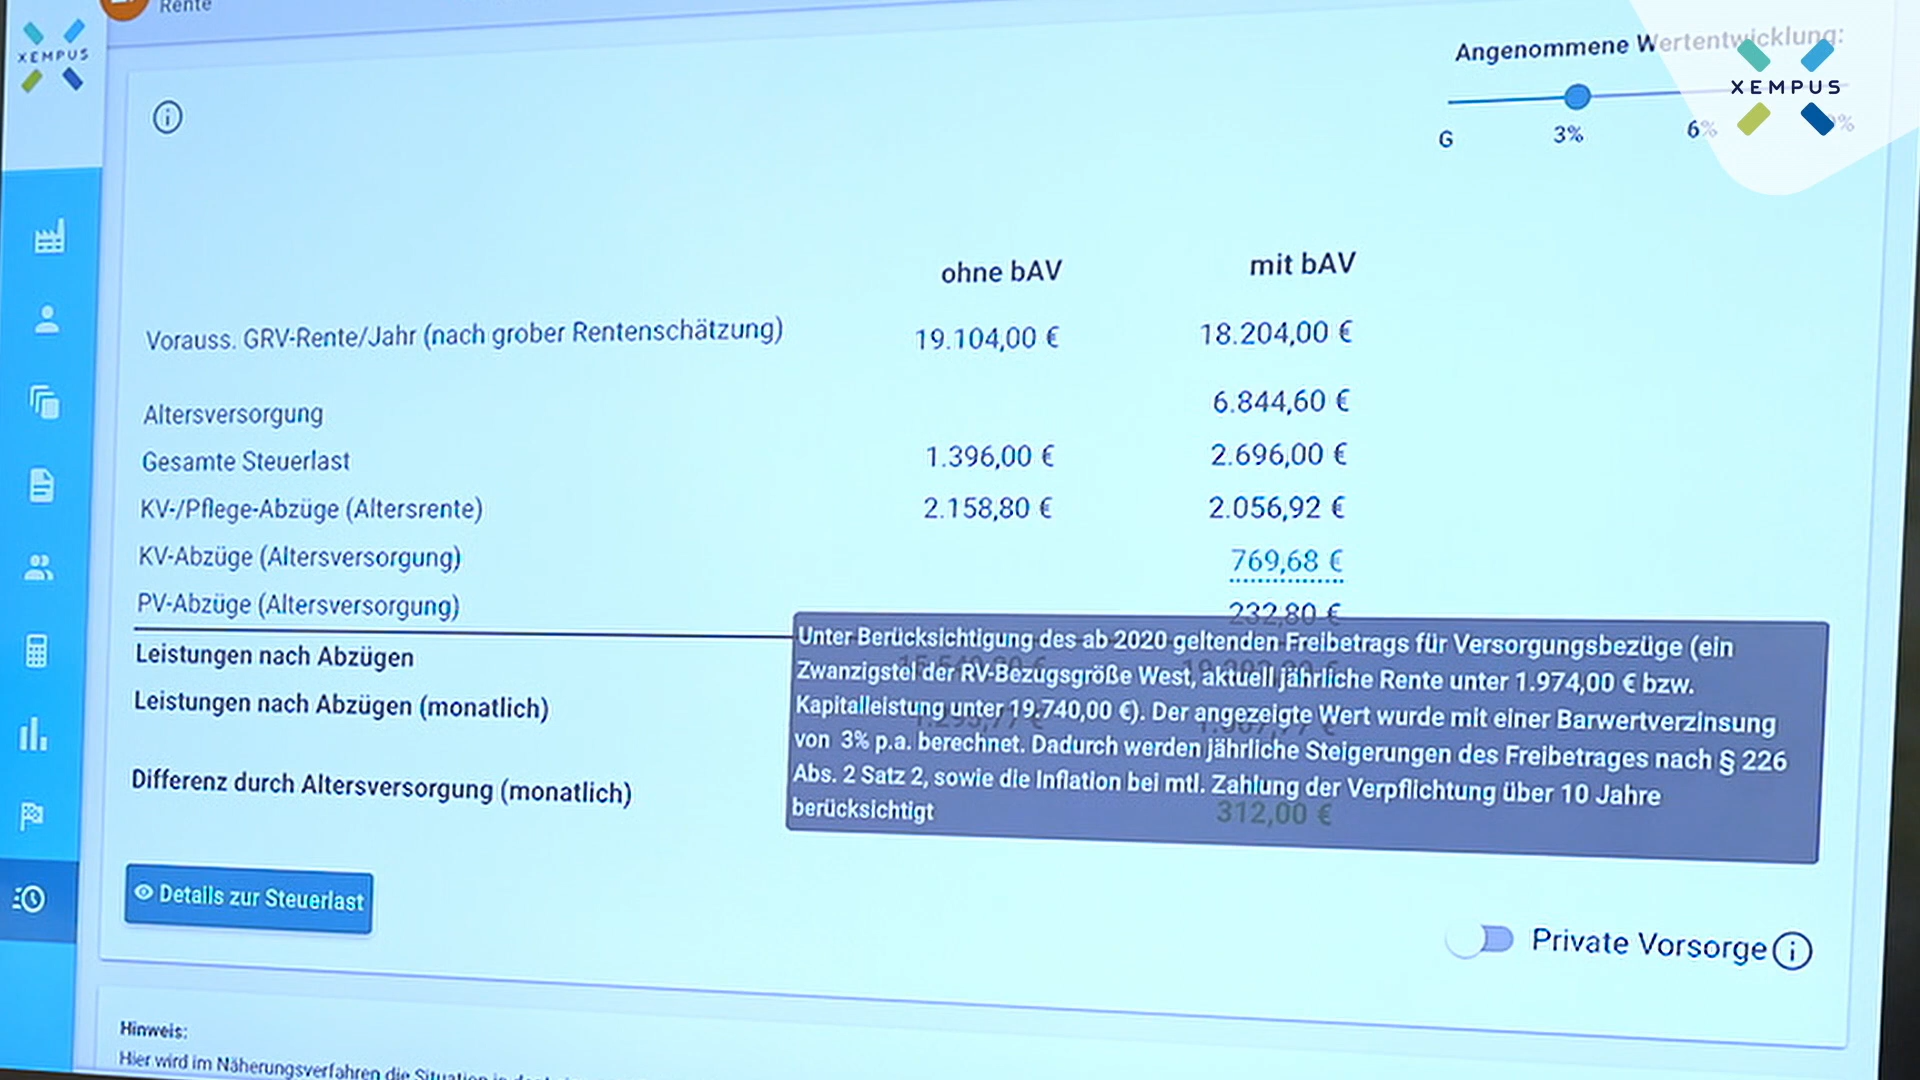 Rente
XEMPUS
Angenommene Wertentwicklung:
XEMPUS
G 3% 6%
ohne bAV mit bAV
Vorauss. GRV-Rente/Jahr (nach grober Rentenschätzung) 19.104,00 € 18.204,00 €
Altersversorgung 6.844,60 €
Gesamte Steuerlast 1.396,00 € 2.696,00 €
KV-/Pflege-Abzüge (Altersrente) 2.158,80 € 2.056,92 €
KV-Abzüge (Altersversorgung) 769,68 €
PV-Abzüge (Altersversorgung) 232,80 €
Leistungen nach Abzügen
Leistungen nach Abzügen (monatlich)
Differenz durch Altersversorgung (monatlich) 312,00 €
Unter Berücksichtigung des ab 2020 geltenden Freibetrags für Versorgungsbezüge (ein
Zwanzigstel der RV-Bezugsgröße West, aktuell jährliche Rente unter 1.974,00 € bzw.
Kapitalleistung unter 19.740,00 €). Der angezeigte Wert wurde mit einer Barwertverzinsung
von 3% p.a. berechnet. Dadurch werden jährliche Steigerungen des Freibetrages nach § 226
Abs. 2 Satz 2, sowie die Inflation bei mtl. Zahlung der Verpflichtung über 10 Jahre
berücksichtigt
Details zur Steuerlast
Private Vorsorge
Hinweis:
Hier wird im Näherungsverfahren die Situation